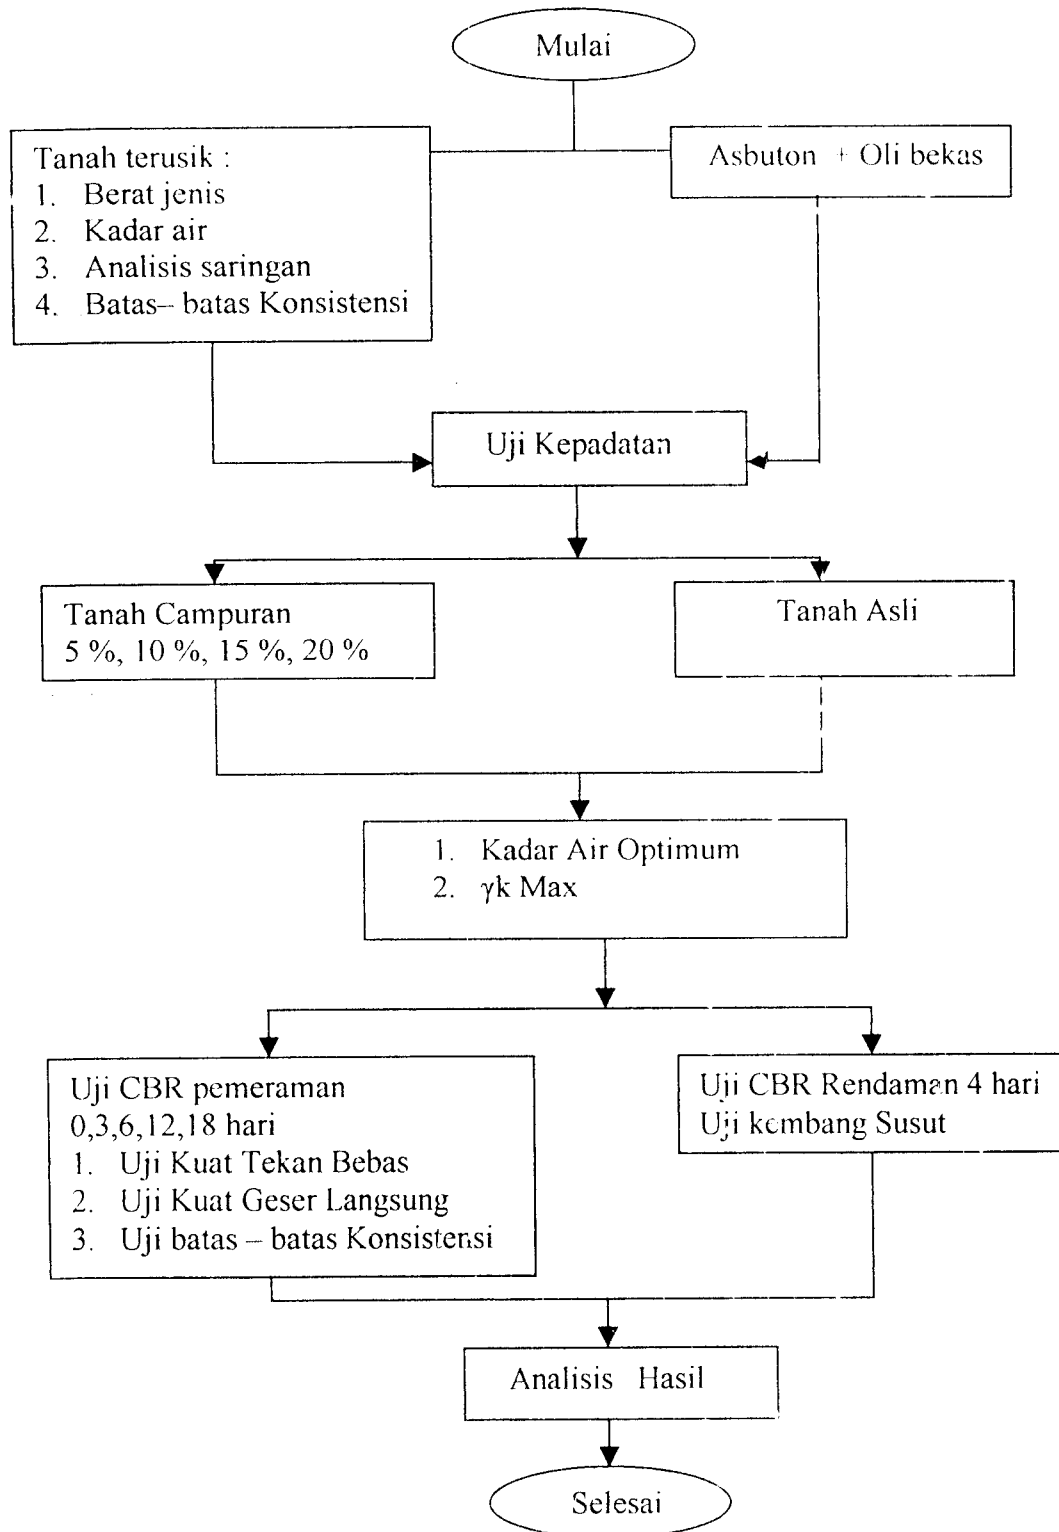 Mulai
Tanah terusik :
1. Berat jenis
2. Kadar air
3. Analisis saringan
4. Batas– batas Konsistensi
Asbuton + Oli bekas
Uji Kepadatan
Tanah Campuran
5 %, 10 %, 15 %, 20 %
Tanah Asli
1. Kadar Air Optimum
2. γk Max
Uji CBR pemeraman
0,3,6,12,18 hari
1. Uji Kuat Tekan Bebas
2. Uji Kuat Geser Langsung
3. Uji batas – batas Konsistensi
Uji CBR Rendaman 4 hari
Uji kembang Susut
Analisis Hasil
Selesai